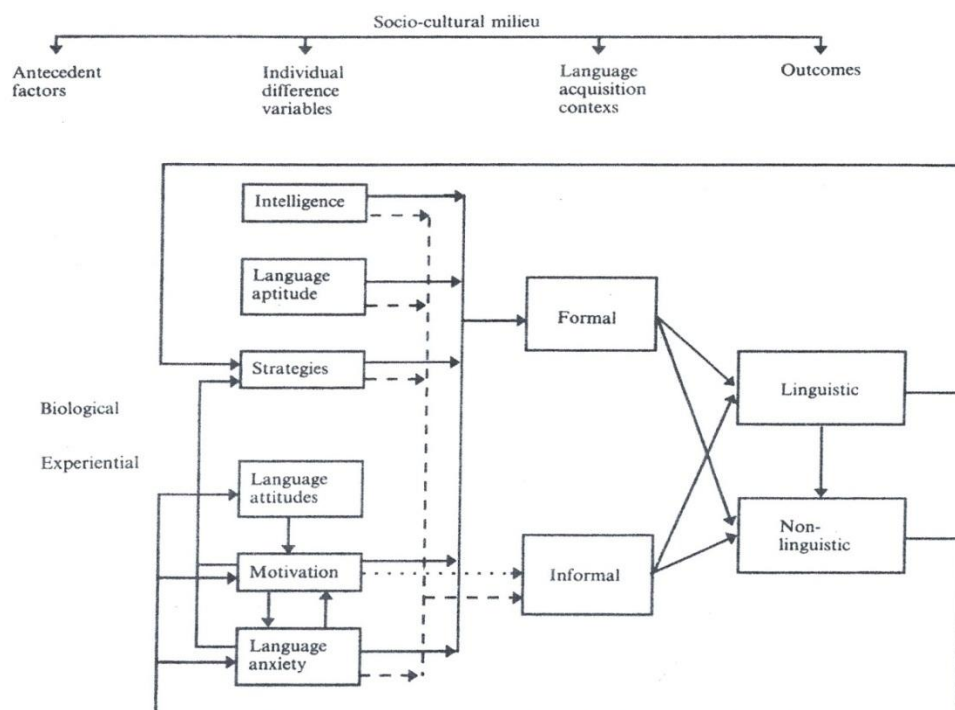 Socio-cultural milieu
Antecedent
factors
Individual
difference
variables
Language
acquisition
contexs
Outcomes
Intelligence
Language
aptitude
Strategies
Biological
Experiential
Language
attitudes
Motivation
Language
anxiety
Formal
Informal
Linguistic
Non-
linguistic